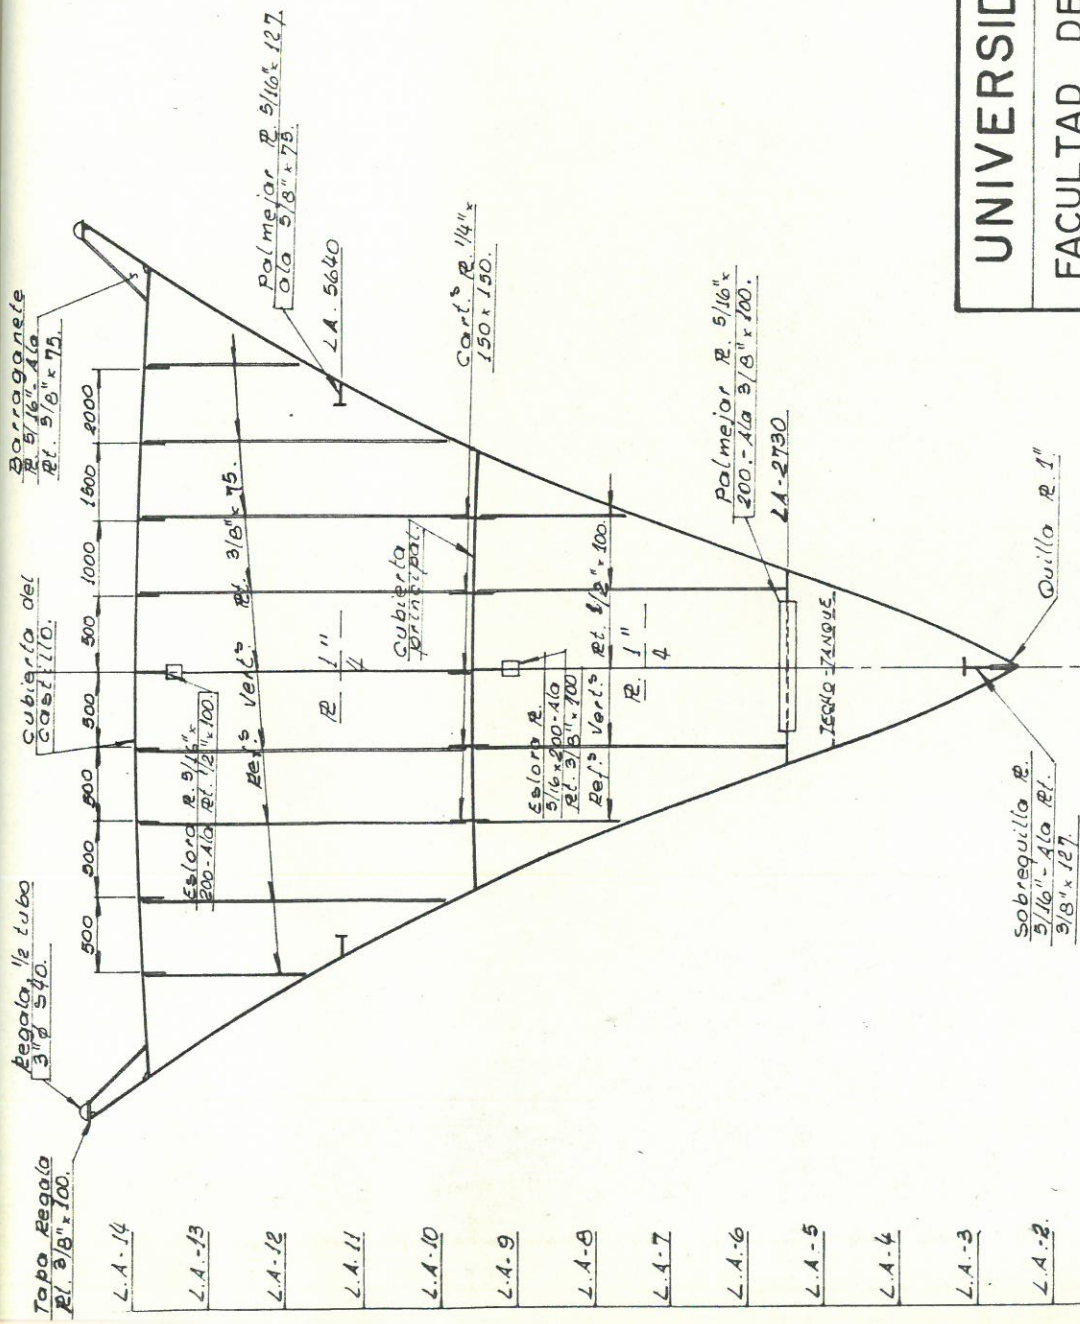 Tapa Regala
Pl. 3/8" x 100.
Regala, 1/2 tubo
3" ø S40.
Cubierta del
Castillo.
Barraganete
Pl. 5/16" - Ala
Pl. 3/8" x 75.
Palmejar Pl. 5/16" x 127.
ala 3/8" x 75.
500
500
500
500
500
1000
1500
2000
Eslora Pl. 5/16" x
200-Ala Pl. 1/2" x 100.
Ref.s Vert.s Pl. 3/8" x 75.
Pl. 1/4"
L.A. 5640
Cubierta
principal.
Cart.s Pl. 1/4" x
150 x 150.
Eslora Pl.
5/16 x 200-Ala
Pl. 3/8" x 100
Ref.s Vert.s Pl. 1/2" x 100.
Pl. 1/4"
Palmejar Pl. 5/16" x
200.-Ala 3/8" x 100.
LA-2730
TECHO-TANQUE
Sobrequilla Pl.
5/16"-Ala Pl.
3/8" x 127.
Quilla Pl. 1"
L.A.-14
L.A.-13
L.A.-12
L.A.-11
L.A.-10
L.A.-9
L.A.-8
L.A.-7
L.A.-6
L.A.-5
L.A.-4
L.A.-3
L.A.-2
UNIVERSID
FACULTAD DE